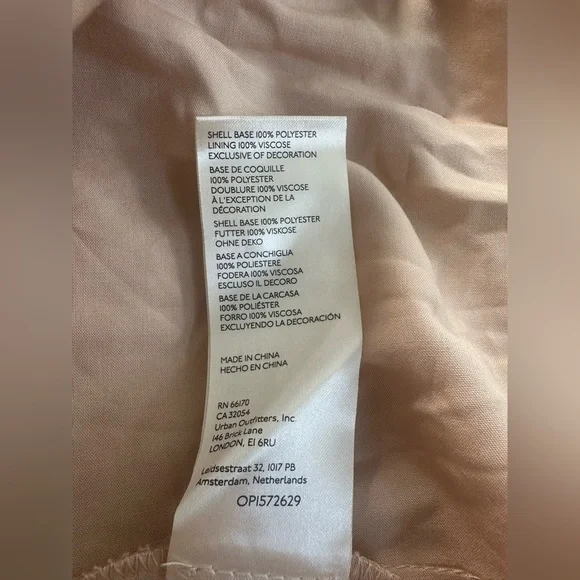 SHELL BASE 100% POLYESTER
LINING 100% VISCOSE
EXCLUSIVE OF DECORATION
BASE DE COQUILLE
100% POLYESTER
DOUBLURE 100% VISCOSE
À L'EXCEPTION DE LA
DÉCORATION
SHELL BASE 100% POLYESTER
FUTTER 100% VISKOSE
OHNE DEKO
BASE A CONCHIGLIA
100% POLIESTERE
FODERA 100% VISCOSA
ESCLUSO IL DECORO
BASE DE LA CARCASA
100% POLIÉSTER
FORRO 100% VISCOSA
EXCLUYENDO LA DECORACIÓN
MADE IN CHINA
HECHO EN CHINA
RN 66170
CA 32054
Urban Outfitters, Inc.
146 Brick Lane
LONDON, E1 6RU
Leidsestraat 32, 1017 PB
Amsterdam, Netherlands
OP1572629